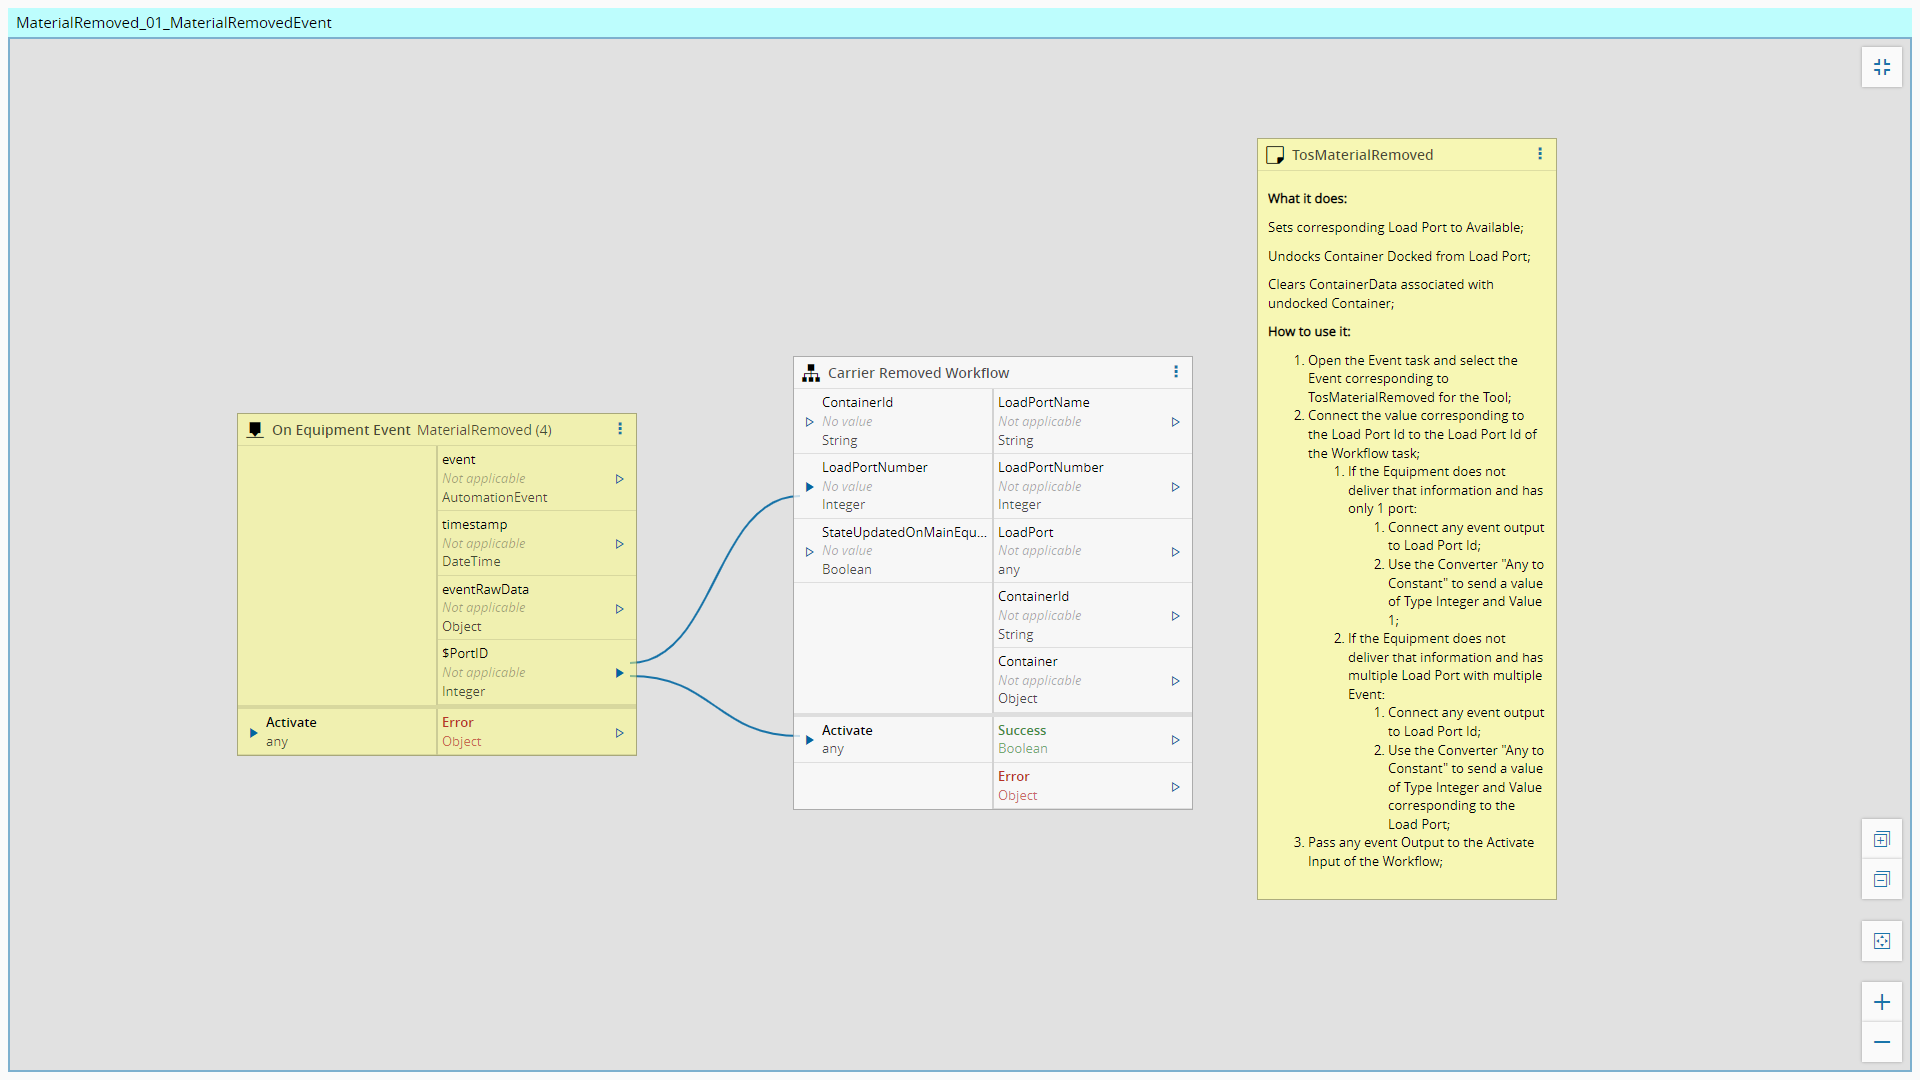 MaterialRemoved_01_MaterialRemovedEvent
On Equipment Event MaterialRemoved (4)
event
Not applicable
AutomationEvent
timestamp
Not applicable
DateTime
eventRawData
Not applicable
Object
$PortID
Not applicable
Integer
Activate
any
Error
Object
Carrier Removed Workflow
ContainerId
No value
String
LoadPortNumber
No value
Integer
StateUpdatedOnMainEqu...
No value
Boolean
LoadPortName
Not applicable
String
LoadPortNumber
Not applicable
Integer
LoadPort
Not applicable
any
ContainerId
Not applicable
String
Container
Not applicable
Object
Activate
any
Success
Boolean
Error
Object
TosMaterialRemoved
What it does:
Sets corresponding Load Port to Available;
Undocks Container Docked from Load Port;
Clears ContainerData associated with
undocked Container;
How to use it:
1. Open the Event task and select the
Event corresponding to
TosMaterialRemoved for the Tool;
2. Connect the value corresponding to
the Load Port Id to the Load Port Id of
the Workflow task;
1. If the Equipment does not
deliver that information and has
only 1 port:
1. Connect any event output
to Load Port Id;
2. Use the Converter "Any to
Constant" to send a value
of Type Integer and Value
1;
2. If the Equipment does not
deliver that information and has
multiple Load Port with multiple
Event:
1. Connect any event output
to Load Port Id;
2. Use the Converter "Any to
Constant" to send a value
of Type Integer and Value
corresponding to the
Load Port;
3. Pass any event Output to the Activate
Input of the Workflow;